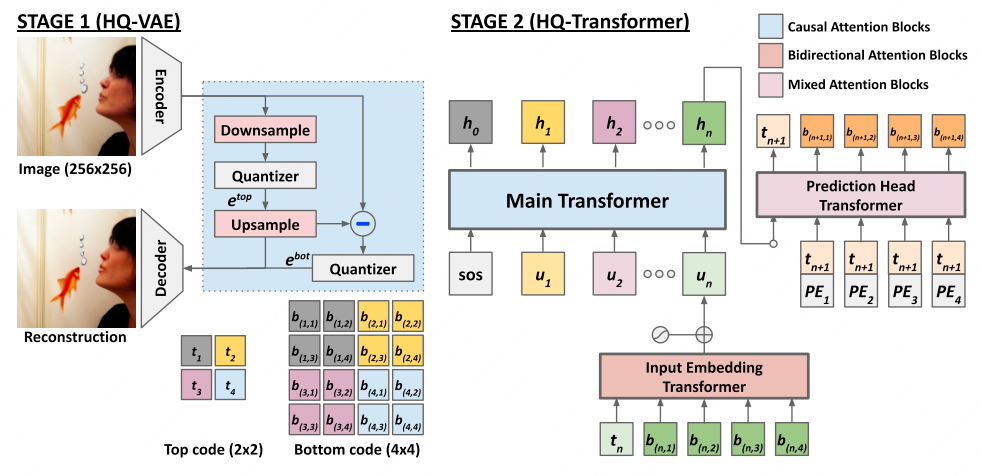 STAGE 1 (HQ-VAE)
Encoder
Image (256x256)
Downsample
Quantizer
e^top
Upsample
e^bot
Quantizer
Decoder
Reconstruction
t_1 t_2
t_3 t_4
Top code (2x2)
b_(1,1) b_(1,2) b_(2,1) b_(2,2)
b_(1,3) b_(1,4) b_(2,3) b_(2,4)
b_(3,1) b_(3,2) b_(4,1) b_(4,2)
b_(3,3) b_(3,4) b_(4,3) b_(4,4)
Bottom code (4x4)
STAGE 2 (HQ-Transformer)
Causal Attention Blocks
Bidirectional Attention Blocks
Mixed Attention Blocks
h_0 h_1 h_2 h_n
Main Transformer
sos u_1 u_2 u_n
Input Embedding
Transformer
t_n b_(n,1) b_(n,2) b_(n,3) b_(n,4)
t_n+1 b_(n+1,1) b_(n+1,2) b_(n+1,3) b_(n+1,4)
Prediction Head
Transformer
t_n+1 t_n+1 t_n+1 t_n+1
PE_1 PE_2 PE_3 PE_4